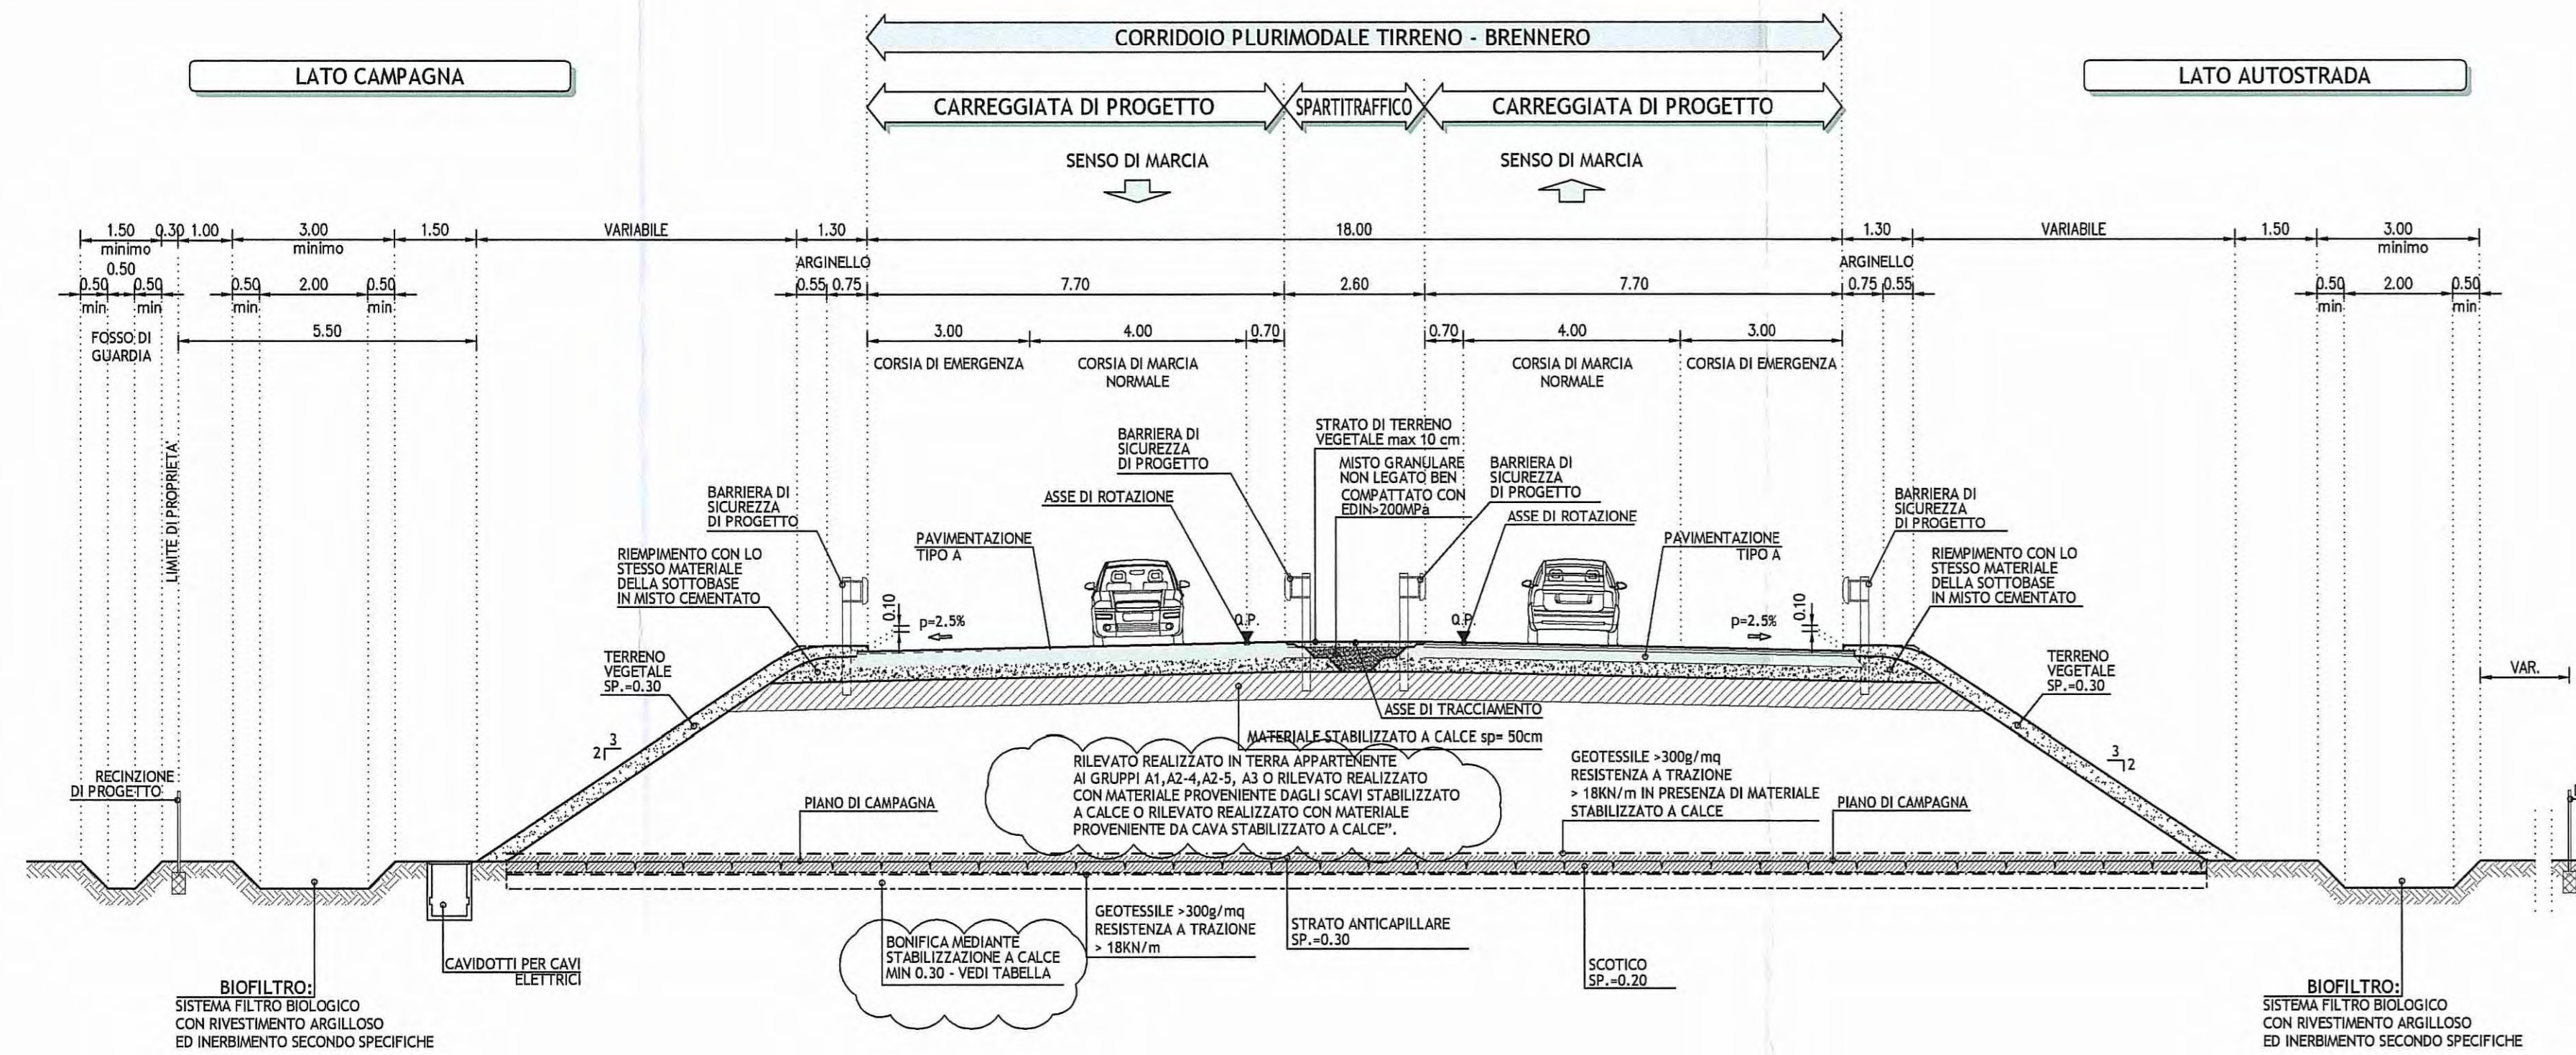 CORRIDOIO PLURIMODALE TIRRENO - BRENNERO
LATO CAMPAGNA
LATO AUTOSTRADA
CARREGGIATA DI PROGETTO
SPARTITRAFFICO
CARREGGIATA DI PROGETTO
SENSO DI MARCIA
SENSO DI MARCIA
1.50
minimo
0.30
1.00
3.00
minimo
1.50
VARIABILE
1.30
18.00
1.30
VARIABILE
1.50
3.00
minimo
ARGINELLO
ARGINELLO
0.50
min
0.50
0.50
min
0.50
min
2.00
0.50
min
0.55
0.75
7.70
2.60
7.70
0.75
0.55
0.50
min
2.00
0.50
min
FOSSO DI
GUARDIA
5.50
3.00
4.00
0.70
0.70
4.00
3.00
CORSIA DI EMERGENZA
CORSIA DI MARCIA
NORMALE
CORSIA DI MARCIA
NORMALE
CORSIA DI EMERGENZA
LIMITE DI PROPRIETA'
BARRIERA DI
SICUREZZA
DI PROGETTO
STRATO DI TERRENO
VEGETALE max 10 cm
MISTO GRANULARE
NON LEGATO BEN
COMPATTATO CON
EDIN>200MPa
BARRIERA DI
SICUREZZA
DI PROGETTO
BARRIERA DI
SICUREZZA
DI PROGETTO
ASSE DI ROTAZIONE
ASSE DI ROTAZIONE
BARRIERA DI
SICUREZZA
DI PROGETTO
PAVIMENTAZIONE
TIPO A
PAVIMENTAZIONE
TIPO A
RIEMPIMENTO CON LO
STESSO MATERIALE
DELLA SOTTOBASE
IN MISTO CEMENTATO
RIEMPIMENTO CON LO
STESSO MATERIALE
DELLA SOTTOBASE
IN MISTO CEMENTATO
0.10
p=2.5%
Q.P.
Q.P.
p=2.5%
0.10
TERRENO
VEGETALE
SP.=0.30
TERRENO
VEGETALE
SP.=0.30
VAR.
ASSE DI TRACCIAMENTO
MATERIALE STABILIZZATO A CALCE sp= 50cm
3
2
3
2
RILEVATO REALIZZATO IN TERRA APPARTENENTE
AI GRUPPI A1,A2-4,A2-5, A3 O RILEVATO REALIZZATO
CON MATERIALE PROVENIENTE DAGLI SCAVI STABILIZZATO
A CALCE O RILEVATO REALIZZATO CON MATERIALE
PROVENIENTE DA CAVA STABILIZZATO A CALCE".
GEOTESSILE >300g/mq
RESISTENZA A TRAZIONE
> 18KN/m IN PRESENZA DI MATERIALE
STABILIZZATO A CALCE
RECINZIONE
DI PROGETTO
PIANO DI CAMPAGNA
PIANO DI CAMPAGNA
GEOTESSILE >300g/mq
RESISTENZA A TRAZIONE
> 18KN/m
STRATO ANTICAPILLARE
SP.=0.30
BONIFICA MEDIANTE
STABILIZZAZIONE A CALCE
MIN 0.30 - VEDI TABELLA
SCOTICO
SP.=0.20
CAVIDOTTI PER CAVI
ELETTRICI
BIOFILTRO:
SISTEMA FILTRO BIOLOGICO
CON RIVESTIMENTO ARGILLOSO
ED INERBIMENTO SECONDO SPECIFICHE
BIOFILTRO:
SISTEMA FILTRO BIOLOGICO
CON RIVESTIMENTO ARGILLOSO
ED INERBIMENTO SECONDO SPECIFICHE